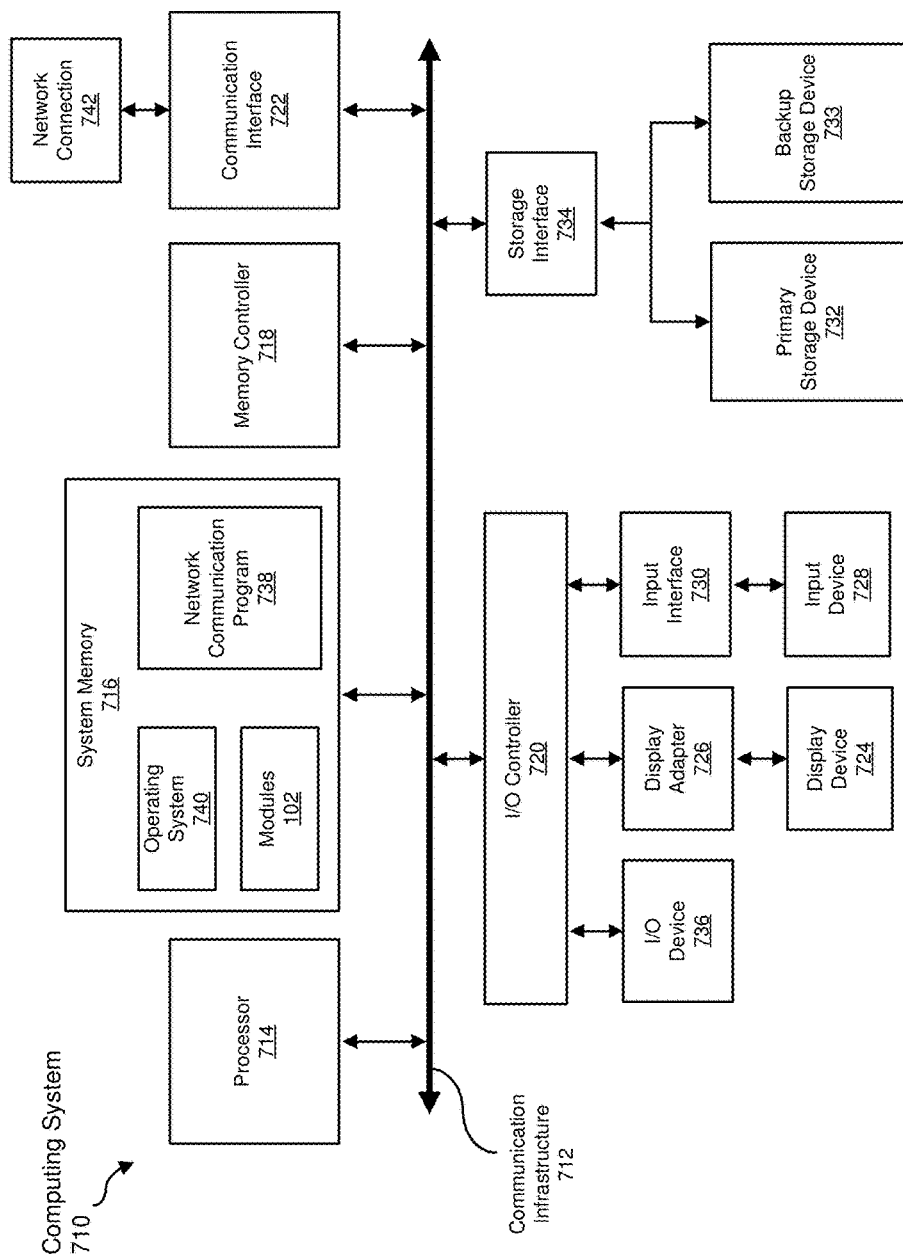 Computing System
710
Processor
714
System Memory
716
Operating
System
740
Modules
102
Network
Communication
Program
738
Memory Controller
718
Communication
Interface
722
Network
Connection
742
Communication
Infrastructure
712
I/O Controller
720
I/O
Device
736
Display
Adapter
726
Input
Interface
730
Display
Device
724
Input
Device
728
Storage
Interface
734
Primary
Storage Device
732
Backup
Storage Device
733